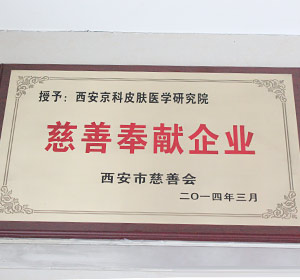 授予：西安京科皮肤医学研究院
慈善奉献企业
西安市慈善会
二〇一四年三月